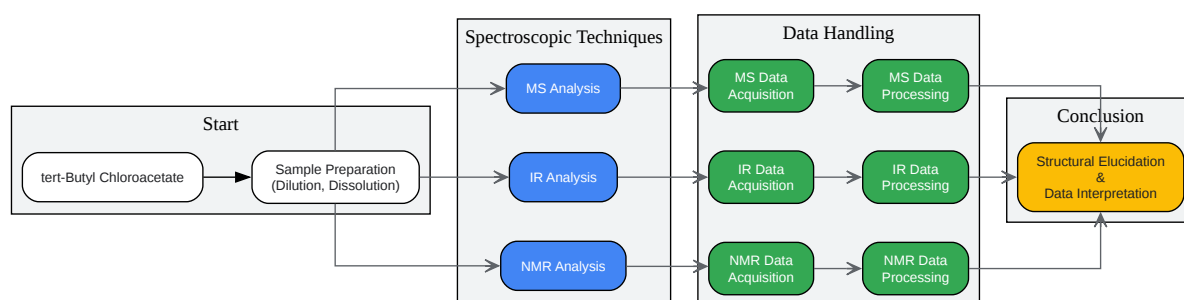 Spectroscopic Techniques
Data Handling
MS Analysis
MS Data
Acquisition
MS Data
Processing
Start
Conclusion
tert-Butyl Chloroacetate
Sample Preparation
(Dilution, Dissolution)
IR Analysis
IR Data
Acquisition
IR Data
Processing
Structural Elucidation
&
Data Interpretation
NMR Analysis
NMR Data
Acquisition
NMR Data
Processing